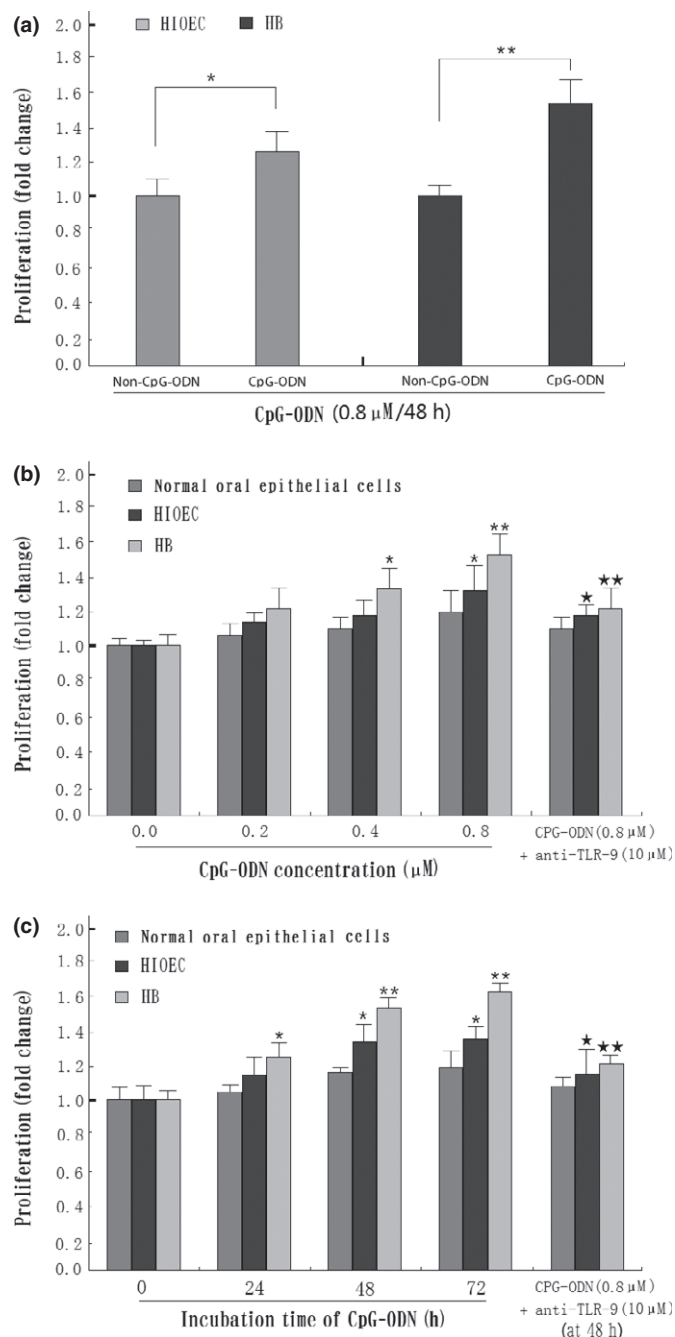 (a)
HIOEC HB
Proliferation (fold change)
2.0
1.8
1.6
1.4
1.2
1.0
0.8
0.6
0.4
0.2
0.0
*
**
Non-CpG-ODN CpG-ODN Non-CpG-ODN CpG-ODN
CpG-ODN (0.8 μM/48 h)
(b)
Normal oral epithelial cells
HIOEC
HB
Proliferation (fold change)
2.0
1.8
1.6
1.4
1.2
1.0
0.8
0.6
0.4
0.2
0.0
* * ** ★ ★★
0.0 0.2 0.4 0.8 CPG-ODN(0.8 μM)
+ anti-TLR-9(10 μM)
CpG-ODN concentration (μM)
(c)
Normal oral epithelial cells
HIOEC
HB
Proliferation (fold change)
2.0
1.8
1.6
1.4
1.2
1.0
0.8
0.6
0.4
0.2
0.0
* * ** * ** ★ ★★
0 24 48 72 CPG-ODN(0.8 μM)
+ anti-TLR-9(10 μM)
(at 48 h)
Incubation time of CpG-ODN (h)